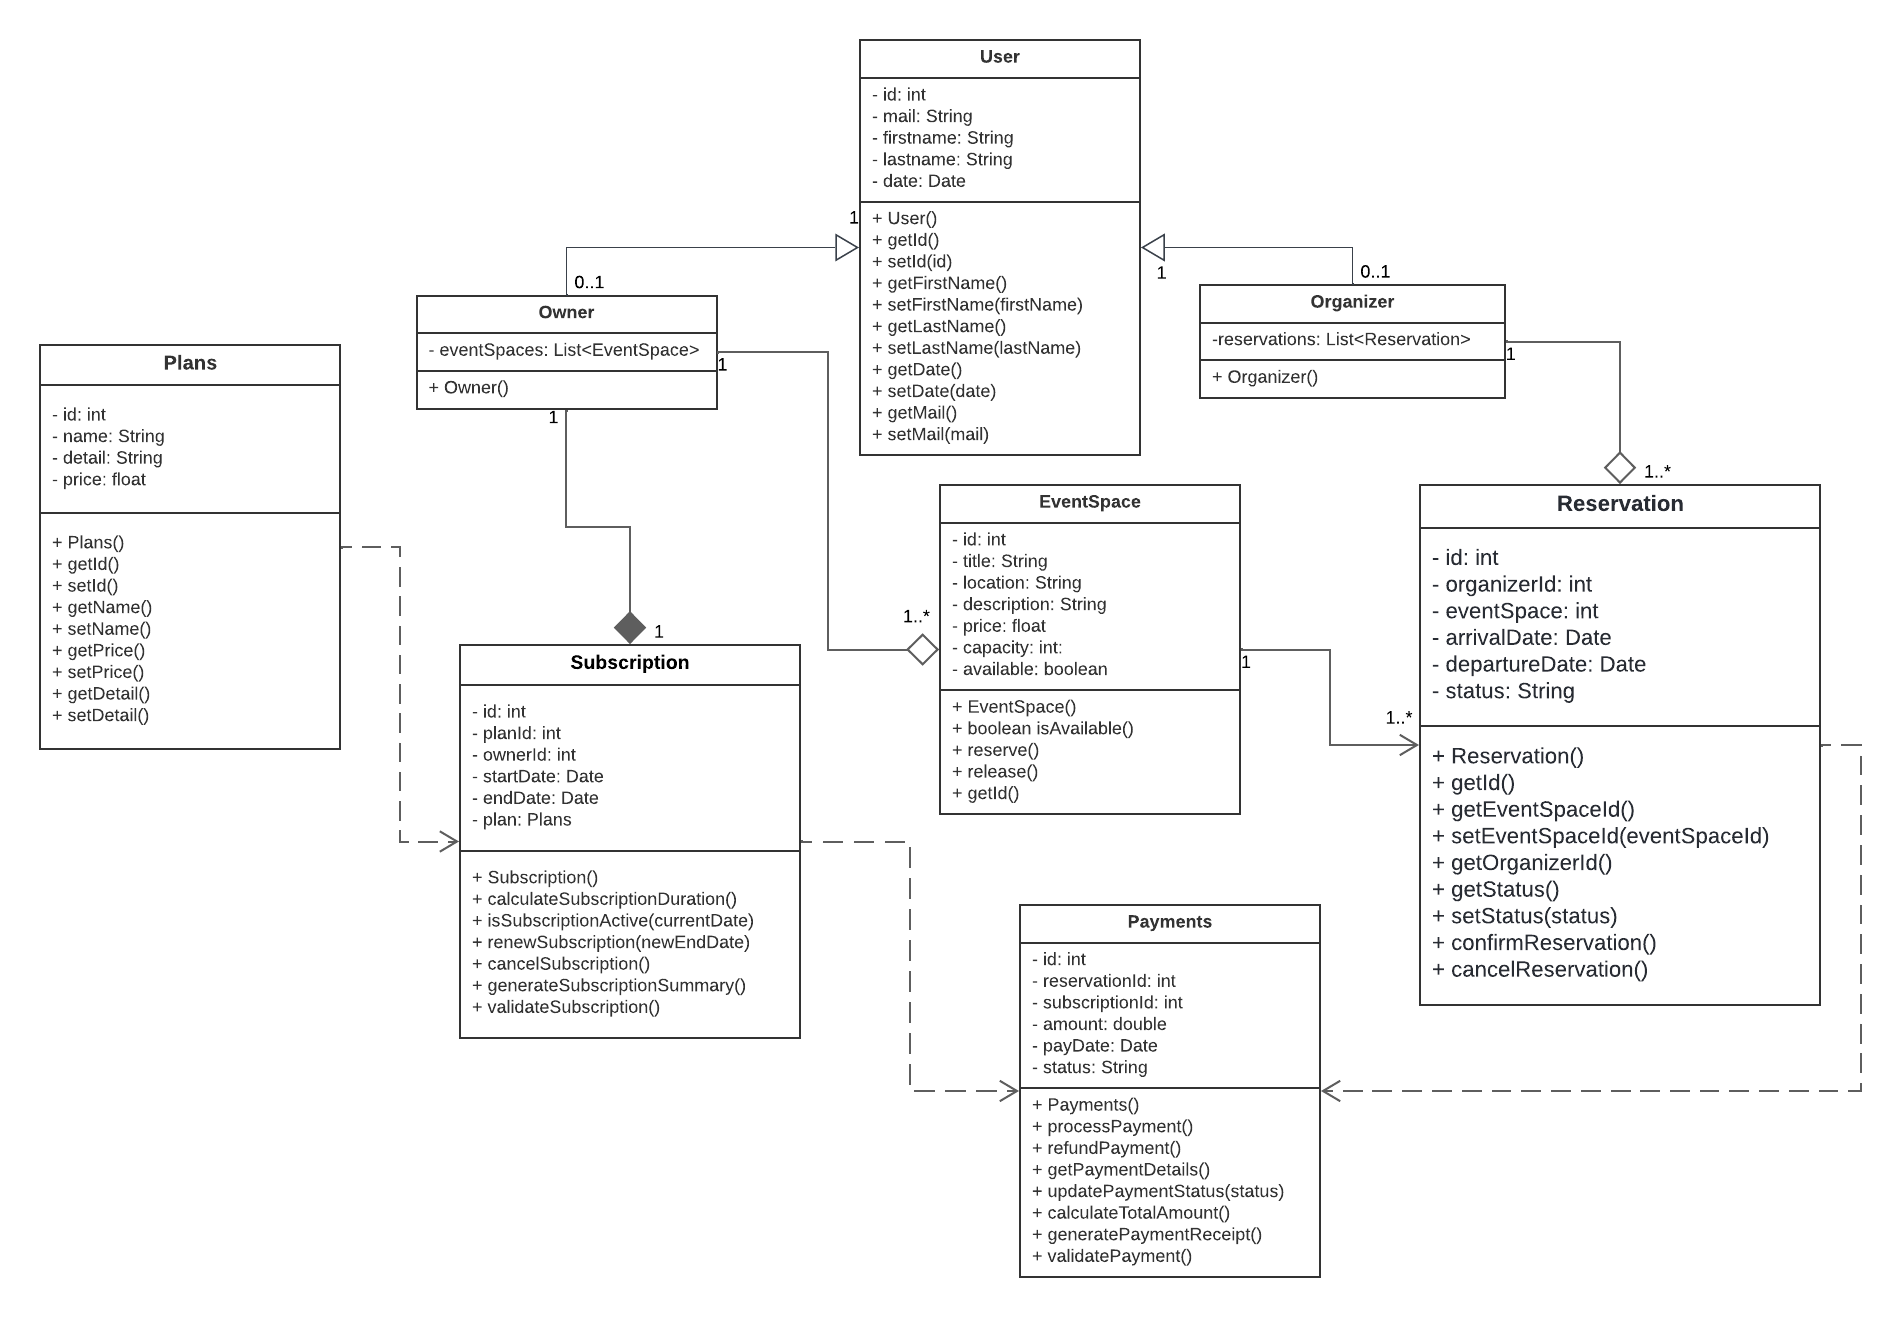 User
- id: int
- mail: String
- firstname: String
- lastname: String
- date: Date
+ User()
+ getId()
+ setId(id)
+ getFirstName()
+ setFirstName(firstName)
+ getLastName()
+ setLastName(lastName)
+ getDate()
+ setDate(date)
+ getMail()
+ setMail(mail)
1
0..1
1
0..1
Owner
- eventSpaces: List<EventSpace>
+ Owner()
1
1
Organizer
-reservations: List<Reservation>
+ Organizer()
1
1..*
Plans
- id: int
- name: String
- detail: String
- price: float
+ Plans()
+ getId()
+ setId()
+ getName()
+ setName()
+ getPrice()
+ setPrice()
+ getDetail()
+ setDetail()
1
Subscription
- id: int
- planId: int
- ownerId: int
- startDate: Date
- endDate: Date
- plan: Plans
+ Subscription()
+ calculateSubscriptionDuration()
+ isSubscriptionActive(currentDate)
+ renewSubscription(newEndDate)
+ cancelSubscription()
+ generateSubscriptionSummary()
+ validateSubscription()
1..*
EventSpace
- id: int
- title: String
- location: String
- description: String
- price: float
- capacity: int:
- available: boolean
+ EventSpace()
+ boolean isAvailable()
+ reserve()
+ release()
+ getId()
1
1..*
Reservation
- id: int
- organizerId: int
- eventSpace: int
- arrivalDate: Date
- departureDate: Date
- status: String
+ Reservation()
+ getId()
+ getEventSpaceId()
+ setEventSpaceId(eventSpaceId)
+ getOrganizerId()
+ getStatus()
+ setStatus(status)
+ confirmReservation()
+ cancelReservation()
Payments
- id: int
- reservationId: int
- subscriptionId: int
- amount: double
- payDate: Date
- status: String
+ Payments()
+ processPayment()
+ refundPayment()
+ getPaymentDetails()
+ updatePaymentStatus(status)
+ calculateTotalAmount()
+ generatePaymentReceipt()
+ validatePayment()